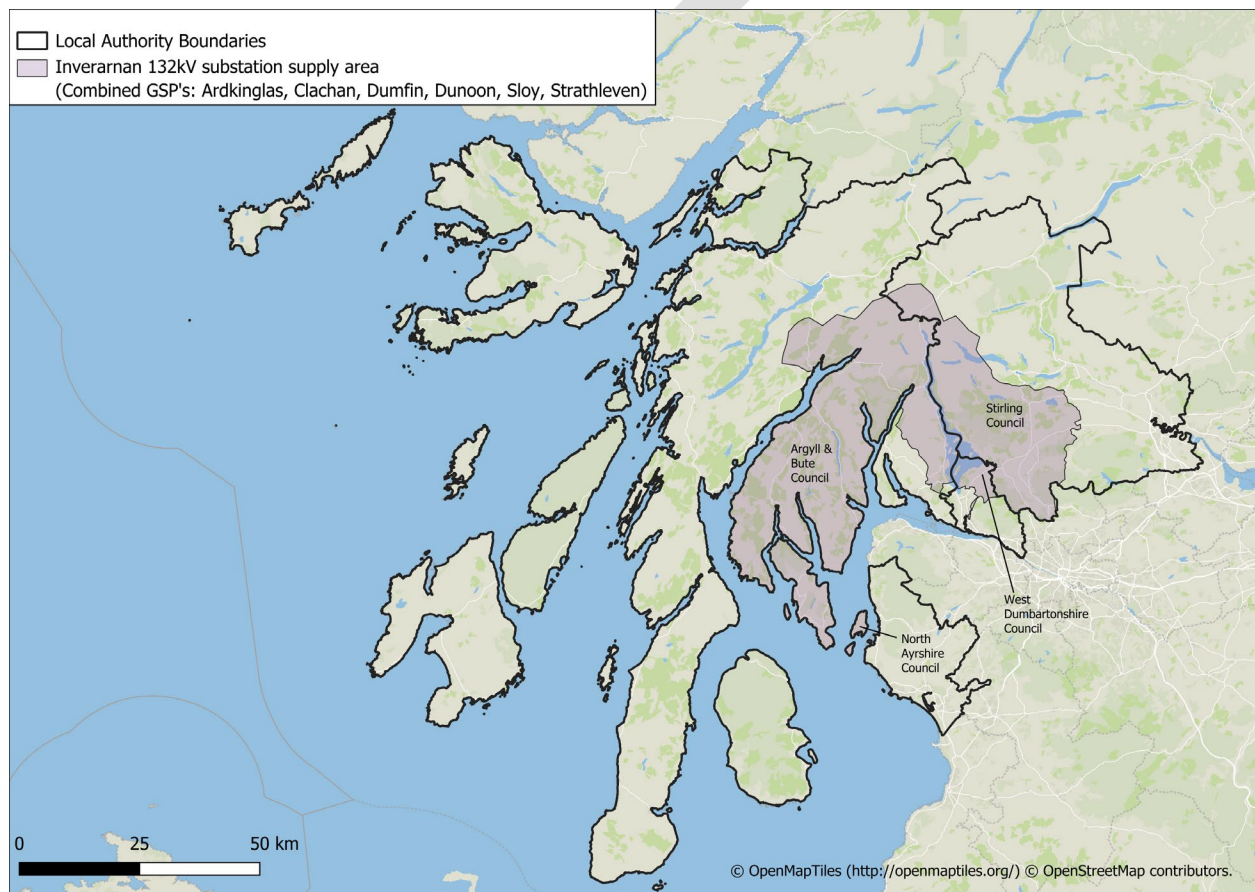 Local Authority Boundaries
Inverarnan 132kV substation supply area
(Combined GSP's: Ardkinglas, Clachan, Dumfin, Dunoon, Sloy, Strathleven)
Stirling
Council
Argyll &
Bute
Council
West
Dumbartonshire
Council
North
Ayrshire
Council
0 25 50 km
© OpenMapTiles (http://openmaptiles.org/) © OpenStreetMap contributors.